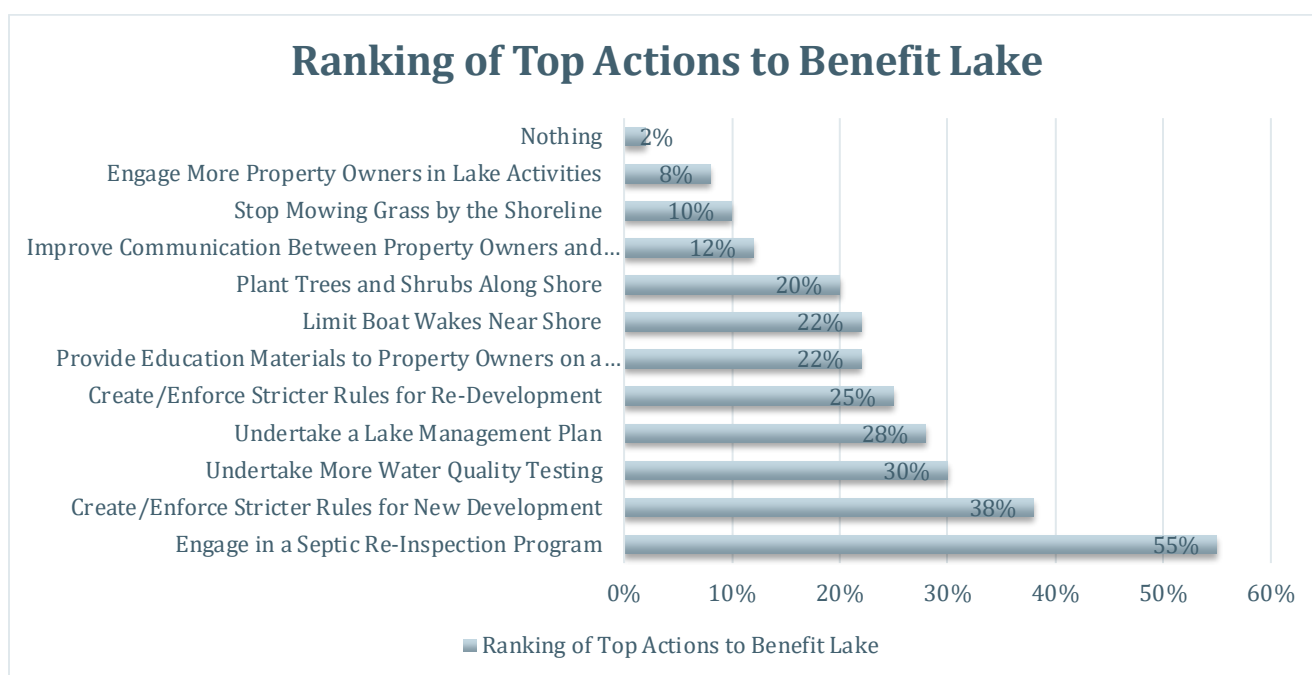 Ranking of Top Actions to Benefit Lake
Nothing 2%
Engage More Property Owners in Lake Activities 8%
Stop Mowing Grass by the Shoreline 10%
Improve Communication Between Property Owners and... 12%
Plant Trees and Shrubs Along Shore 20%
Limit Boat Wakes Near Shore 22%
Provide Education Materials to Property Owners on a... 22%
Create/Enforce Stricter Rules for Re-Development 25%
Undertake a Lake Management Plan 28%
Undertake More Water Quality Testing 30%
Create/Enforce Stricter Rules for New Development 38%
Engage in a Septic Re-Inspection Program 55%
0% 10% 20% 30% 40% 50% 60%
Ranking of Top Actions to Benefit Lake